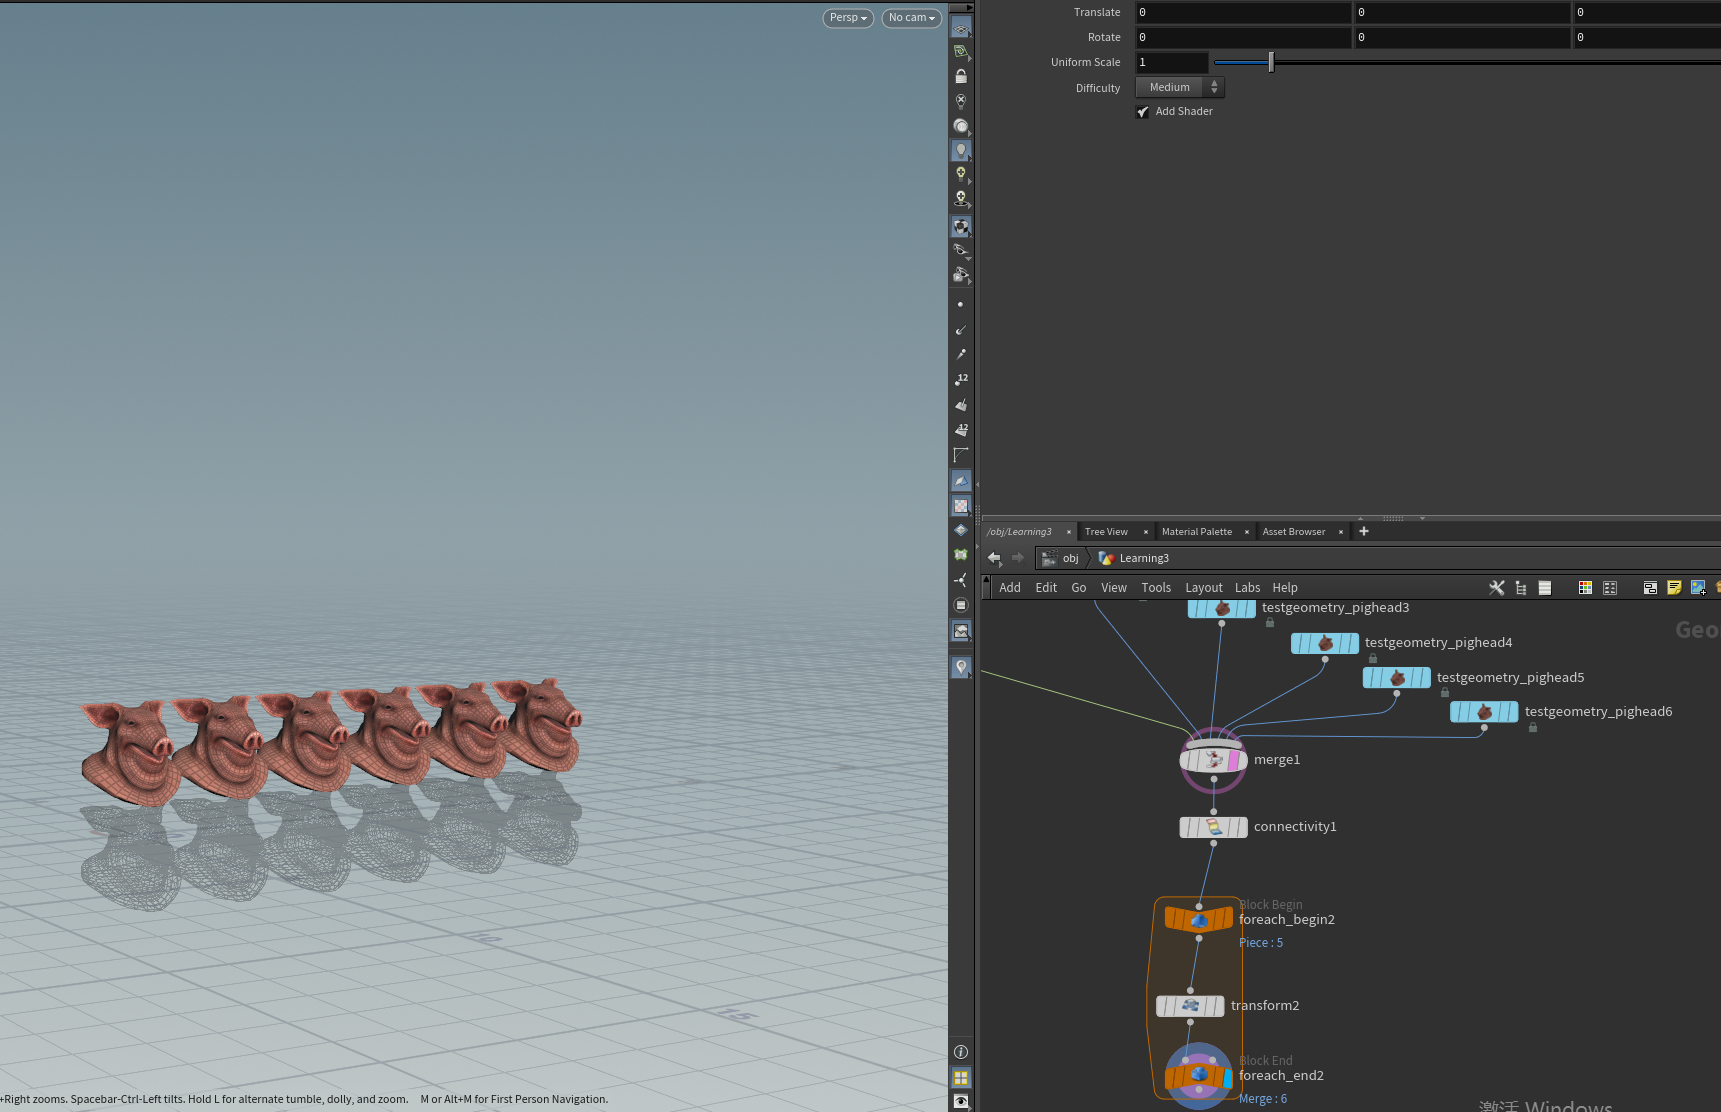 Persp
No cam
Translate 0 0 0
Rotate 0 0 0
Uniform Scale 1
Difficulty Medium
Add Shader
12
12
/obj/Learning3 × Tree View × Material Palette × Asset Browser × +
obj Learning3
Add Edit Go View Tools Layout Labs Help
testgeometry_pighead3
Geo
testgeometry_pighead4
testgeometry_pighead5
testgeometry_pighead6
merge1
connectivity1
Block Begin
foreach_begin2
Piece : 5
transform2
Block End
foreach_end2
Merge : 6
10
15
+Right zooms. Spacebar-Ctrl-Left tilts. Hold L for alternate tumble, dolly, and zoom. M or Alt+M for First Person Navigation.
激活 Windows